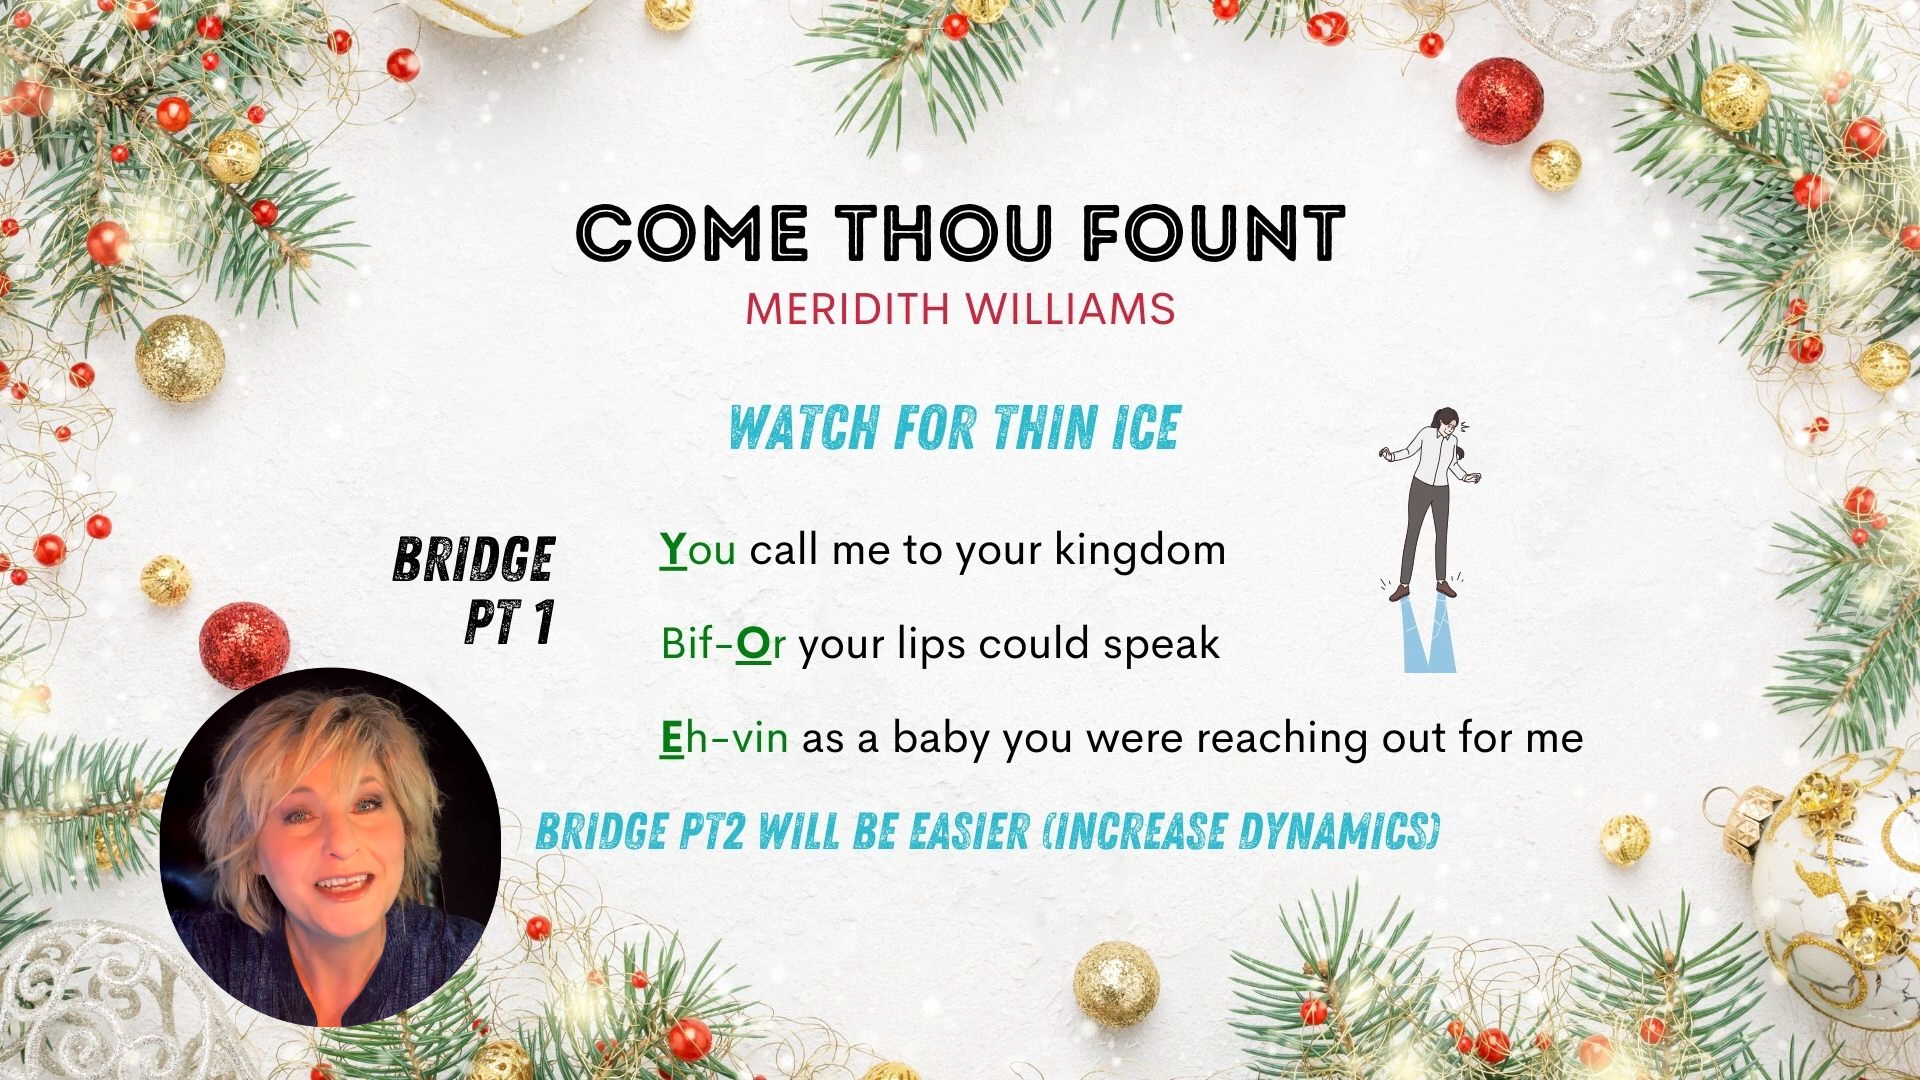 COME THOU FOUNT
MERIDITH WILLIAMS
WATCH FOR THIN ICE
BRIDGE
PT 1
You call me to your kingdom
Bif-Or your lips could speak
Eh-vin as a baby you were reaching out for me
BRIDGE PT2 WILL BE EASIER (INCREASE DYNAMICS)